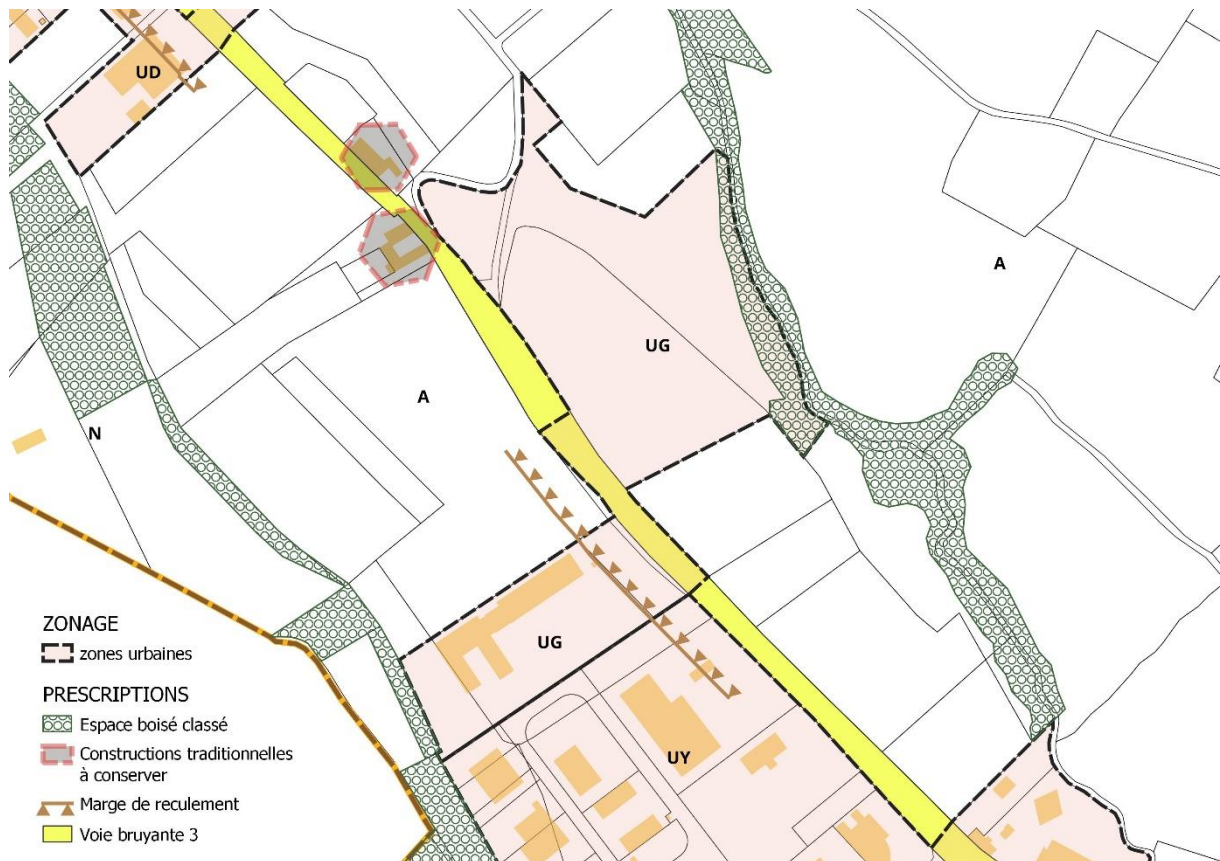 UD
A
UG
A
N
UG
UY
ZONAGE
zones urbaines
PRESCRIPTIONS
Espace boisé classé
Constructions traditionnelles
à conserver
Marge de reculement
Voie bruyante 3